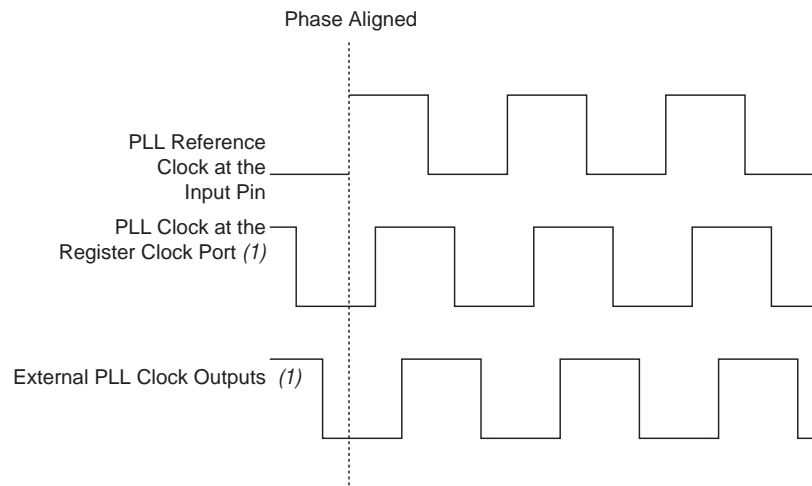 Phase Aligned
PLL Reference
Clock at the
Input Pin
PLL Clock at the
Register Clock Port (1)
External PLL Clock Outputs (1)